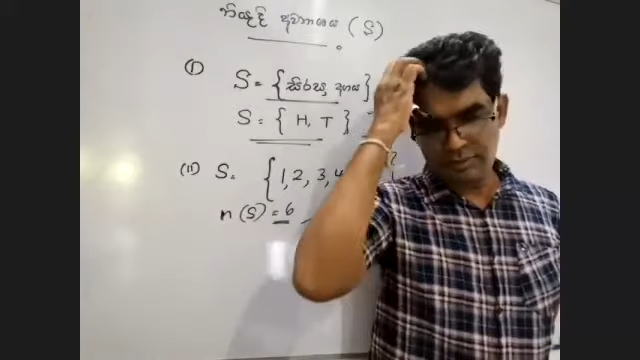 නියැදි අවකාශය (S)
(I) S = { සිරස, අගය }
S = { H, T }
(II) S = { 1, 2, 3, 4 }
n(S) = 6